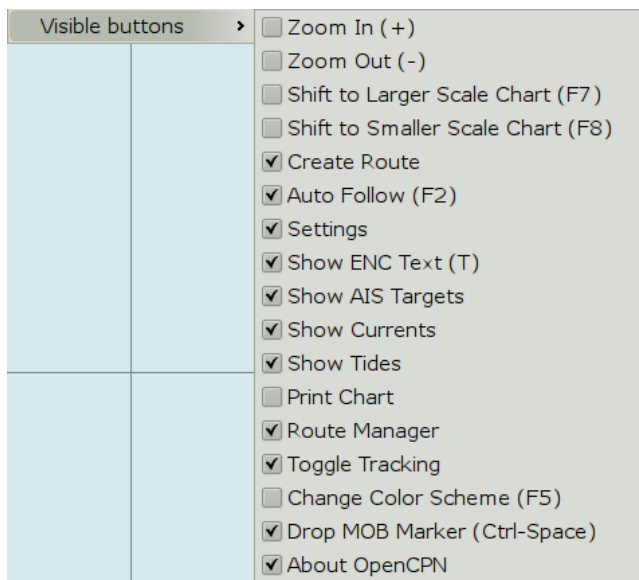 Visible buttons
Zoom In (+)
Zoom Out (-)
Shift to Larger Scale Chart (F7)
Shift to Smaller Scale Chart (F8)
Create Route
Auto Follow (F2)
Settings
Show ENC Text (T)
Show AIS Targets
Show Currents
Show Tides
Print Chart
Route Manager
Toggle Tracking
Change Color Scheme (F5)
Drop MOB Marker (Ctrl-Space)
About OpenCPN